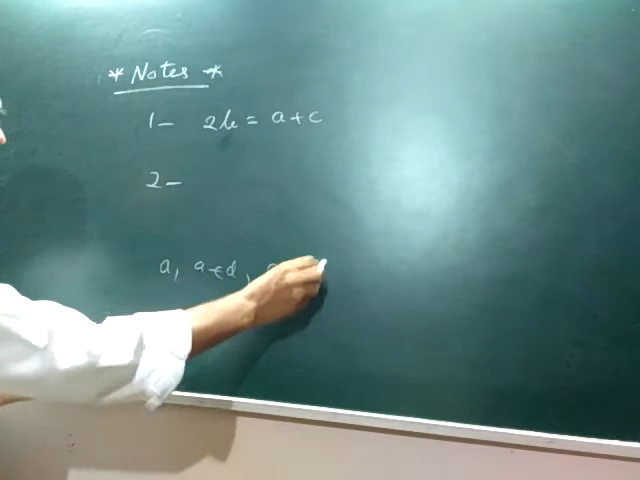 * Notes *
1- 2b = a+c
2-
a, a+d,